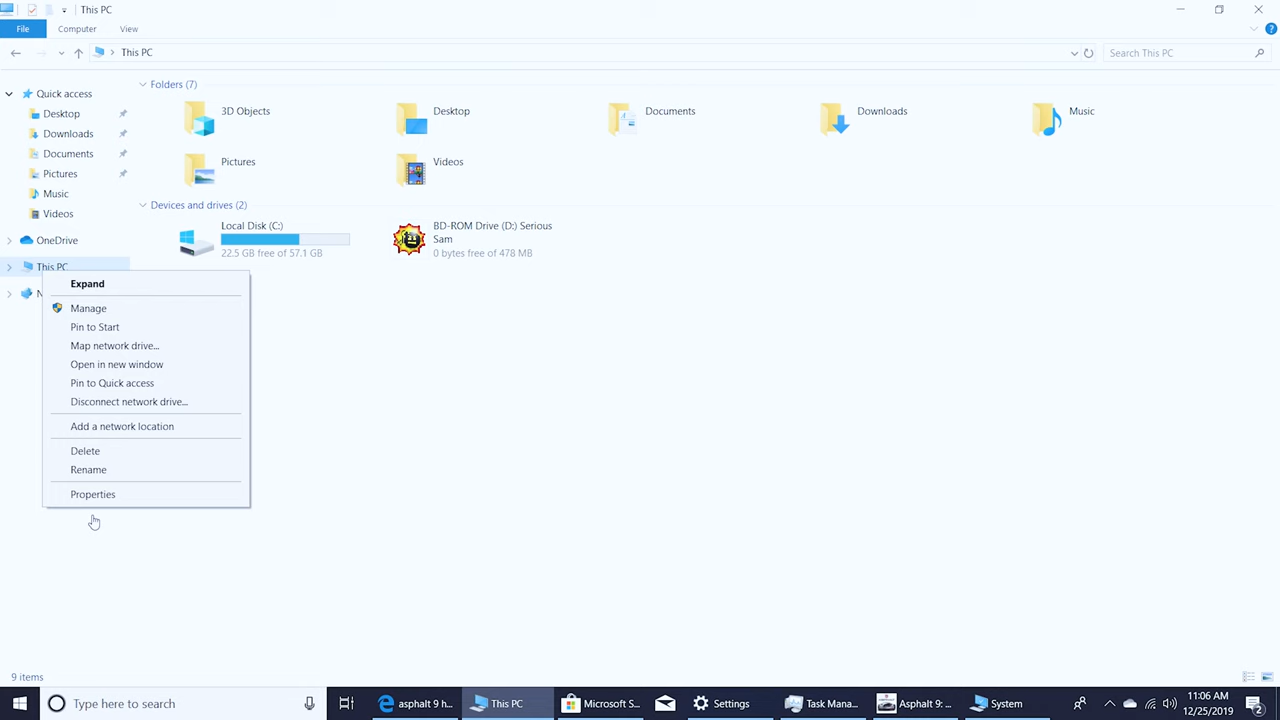 This PC
File
Computer
View
This PC
Search This PC
Quick access
Desktop
Downloads
Documents
Pictures
Music
Videos
OneDrive
This PC
N
Folders (7)
3D Objects
Desktop
Documents
Downloads
Music
Pictures
Videos
Devices and drives (2)
Local Disk (C:)
22.5 GB free of 57.1 GB
BD-ROM Drive (D:) Serious
Sam
0 bytes free of 478 MB
Expand
Manage
Pin to Start
Map network drive...
Open in new window
Pin to Quick access
Disconnect network drive...
Add a network location
Delete
Rename
Properties
9 items
Type here to search
asphalt 9 h...
This PC
Microsoft S...
Settings
Task Mana...
Asphalt 9: ...
System
11:06 AM
12/25/2019
2